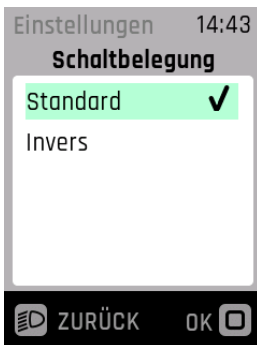 Einstellungen 14:43
Schaltbelegung
Standard
Invers
ZURÜCK OK